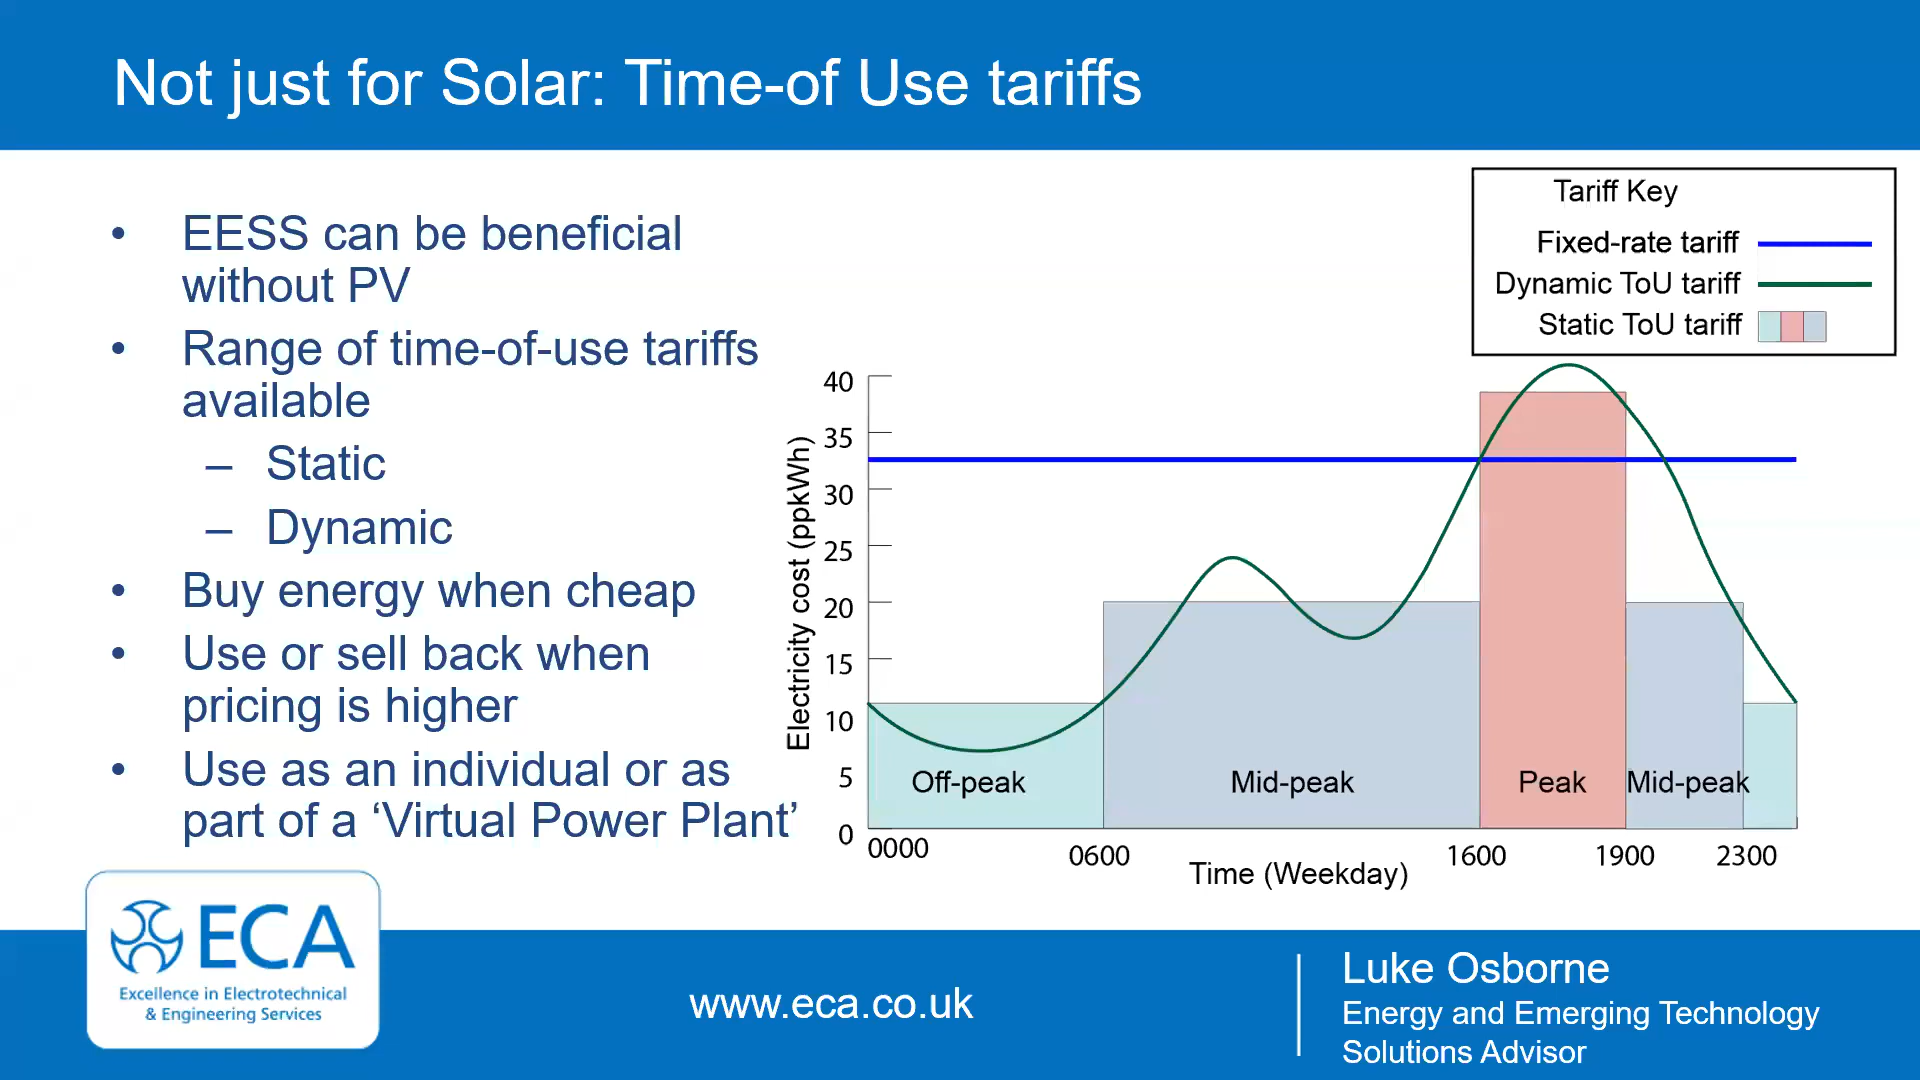 Not just for Solar: Time-of Use tariffs
• EESS can be beneficial
without PV
• Range of time-of-use tariffs
available
– Static
– Dynamic
• Buy energy when cheap
• Use or sell back when
pricing is higher
• Use as an individual or as
part of a ‘Virtual Power Plant’
Tariff Key
Fixed-rate tariff
Dynamic ToU tariff
Static ToU tariff
Electricity cost (ppkWh)
40
35
30
25
20
15
10
5
0
Off-peak
Mid-peak
Peak
Mid-peak
0000
0600
1600
1900
2300
Time (Weekday)
ECA
Excellence in Electrotechnical
& Engineering Services
www.eca.co.uk
Luke Osborne
Energy and Emerging Technology
Solutions Advisor